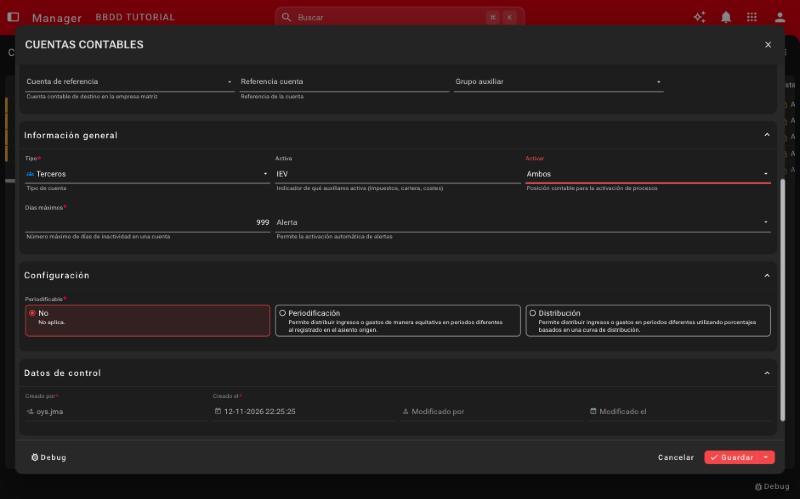 Manager
BBDD TUTORIAL
Buscar
⌘ K
CUENTAS CONTABLES
Cuenta de referencia
Referencia cuenta
Grupo auxiliar
Cuenta contable de destino en la empresa matriz
Referencia de la cuenta
Información general
Tipo*
Activa
Activar
Terceros
IEV
Ambos
Tipo de cuenta
Indicador de qué auxiliares activa (impuestos, cartera, costes)
Posición contable para la activación de procesos
Días máximos*
999
Alerta
Número máximo de días de inactividad en una cuenta
Permite la activación automática de alertas
Configuración
Periodificable*
No
No aplica.
Periodificación
Permite distribuir ingresos o gastos de manera equitativa en periodos diferentes
al registrado en el asiento origen.
Distribución
Permite distribuir ingresos o gastos en periodos diferentes utilizando porcentajes
basados en una curva de distribución.
Datos de control
Creado por*
Creado el*
oys.jma
12-11-2026 22:25:25
Modificado por
Modificado el
Debug
Cancelar
Guardar
Debug